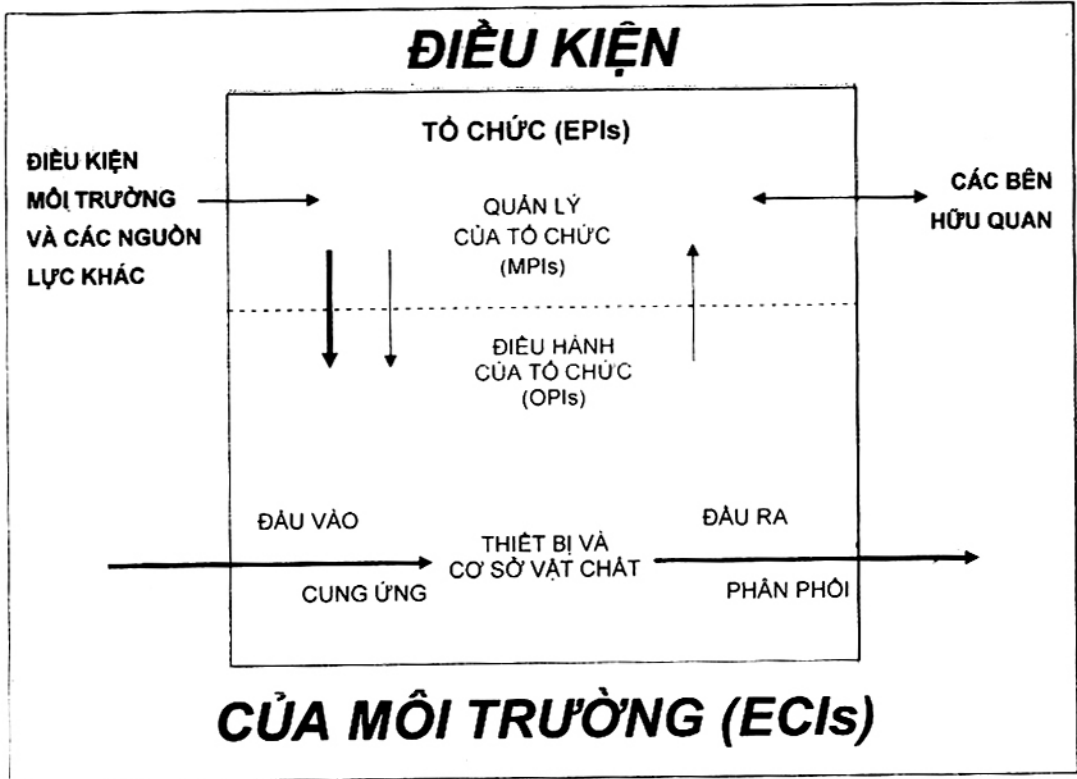 ĐIỀU KIỆN
TỔ CHỨC (EPIs)
ĐIỀU KIỆN
MÔI TRƯỜNG
VÀ CÁC NGUỒN
LỰC KHÁC
QUẢN LÝ
CỦA TỔ CHỨC
(MPIs)
CÁC BÊN
HỮU QUAN
ĐIỀU HÀNH
CỦA TỔ CHỨC
(OPIs)
ĐẦU VÀO
CUNG ỨNG
THIẾT BỊ VÀ
CƠ SỞ VẬT CHẤT
ĐẦU RA
PHÂN PHỐI
CỦA MÔI TRƯỜNG (ECIs)